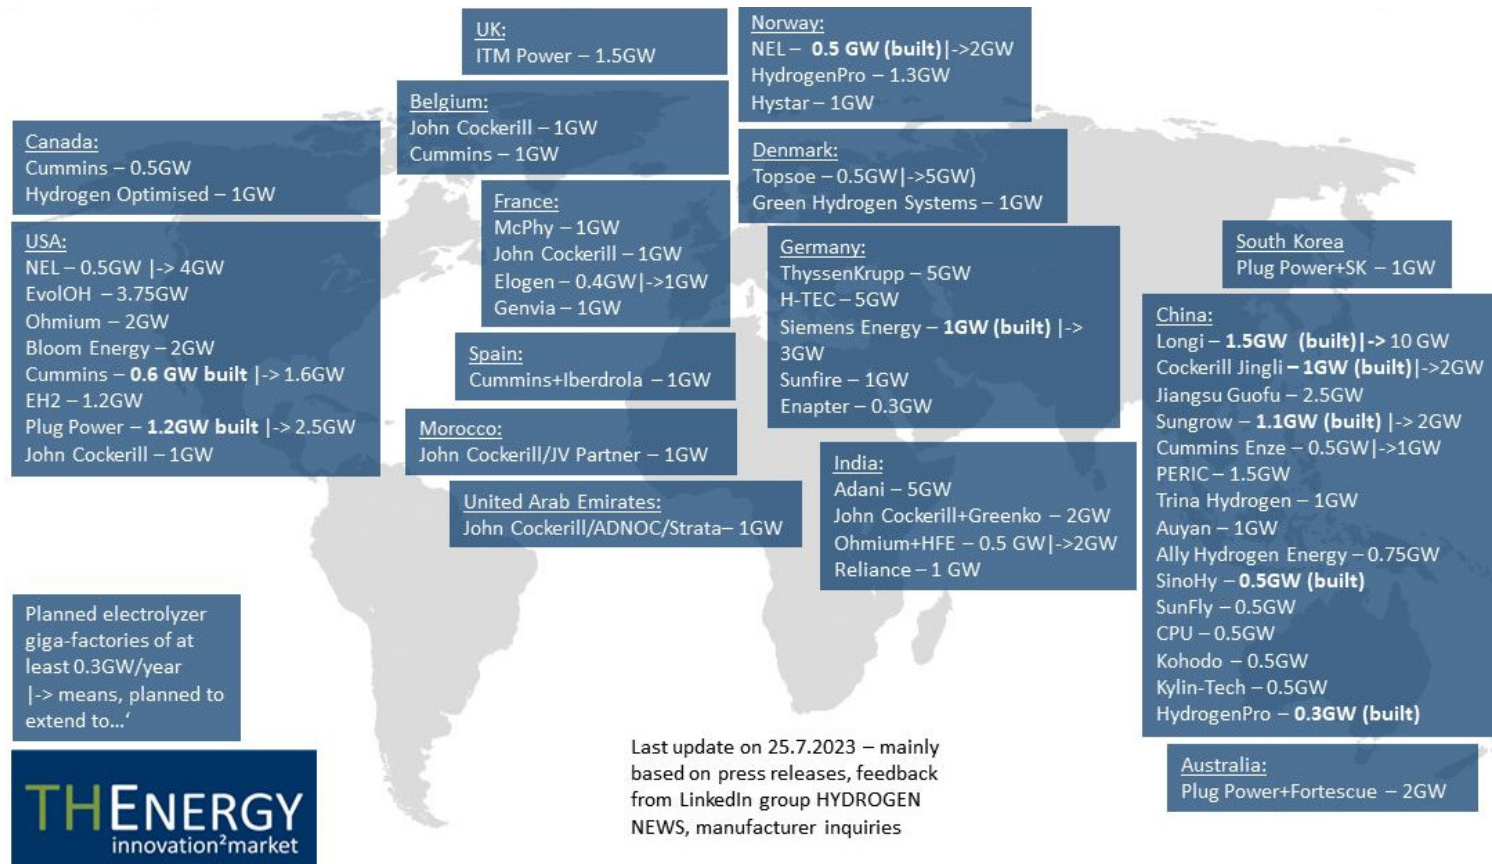 UK:
ITM Power – 1.5GW
Norway:
NEL – 0.5 GW (built)|->2GW
HydrogenPro – 1.3GW
Hystar – 1GW
Belgium:
John Cockerill – 1GW
Cummins – 1GW
Canada:
Cummins – 0.5GW
Hydrogen Optimised – 1GW
Denmark:
Topsoe – 0.5GW|->5GW)
Green Hydrogen Systems – 1GW
France:
McPhy – 1GW
John Cockerill – 1GW
Elogen – 0.4GW|->1GW
Genvia – 1GW
USA:
NEL – 0.5GW |-> 4GW
EvolOH – 3.75GW
Ohmium – 2GW
Bloom Energy – 2GW
Cummins – 0.6 GW built |-> 1.6GW
EH2 – 1.2GW
Plug Power – 1.2GW built |-> 2.5GW
John Cockerill – 1GW
Germany:
ThyssenKrupp – 5GW
H-TEC – 5GW
Siemens Energy – 1GW (built) |->
3GW
Sunfire – 1GW
Enapter – 0.3GW
South Korea
Plug Power+SK – 1GW
China:
Longi – 1.5GW (built)|-> 10 GW
Cockerill Jingli – 1GW (built)|->2GW
Jiangsu Guofu – 2.5GW
Sungrow – 1.1GW (built) |-> 2GW
Cummins Enze – 0.5GW|->1GW
PERIC – 1.5GW
Trina Hydrogen – 1GW
Auyan – 1GW
Ally Hydrogen Energy – 0.75GW
SinoHy – 0.5GW (built)
SunFly – 0.5GW
CPU – 0.5GW
Kohodo – 0.5GW
Kylin-Tech – 0.5GW
HydrogenPro – 0.3GW (built)
Spain:
Cummins+Iberdrola – 1GW
Morocco:
John Cockerill/JV Partner – 1GW
United Arab Emirates:
John Cockerill/ADNOC/Strata– 1GW
India:
Adani – 5GW
John Cockerill+Greenko – 2GW
Ohmium+HFE – 0.5 GW|->2GW
Reliance – 1 GW
Australia:
Plug Power+Fortescue – 2GW
Planned electrolyzer
giga-factories of at
least 0.3GW/year
|-> means, planned to
extend to…‘
Last update on 25.7.2023 – mainly
based on press releases, feedback
from LinkedIn group HYDROGEN
NEWS, manufacturer inquiries
THENERGY
innovation²market